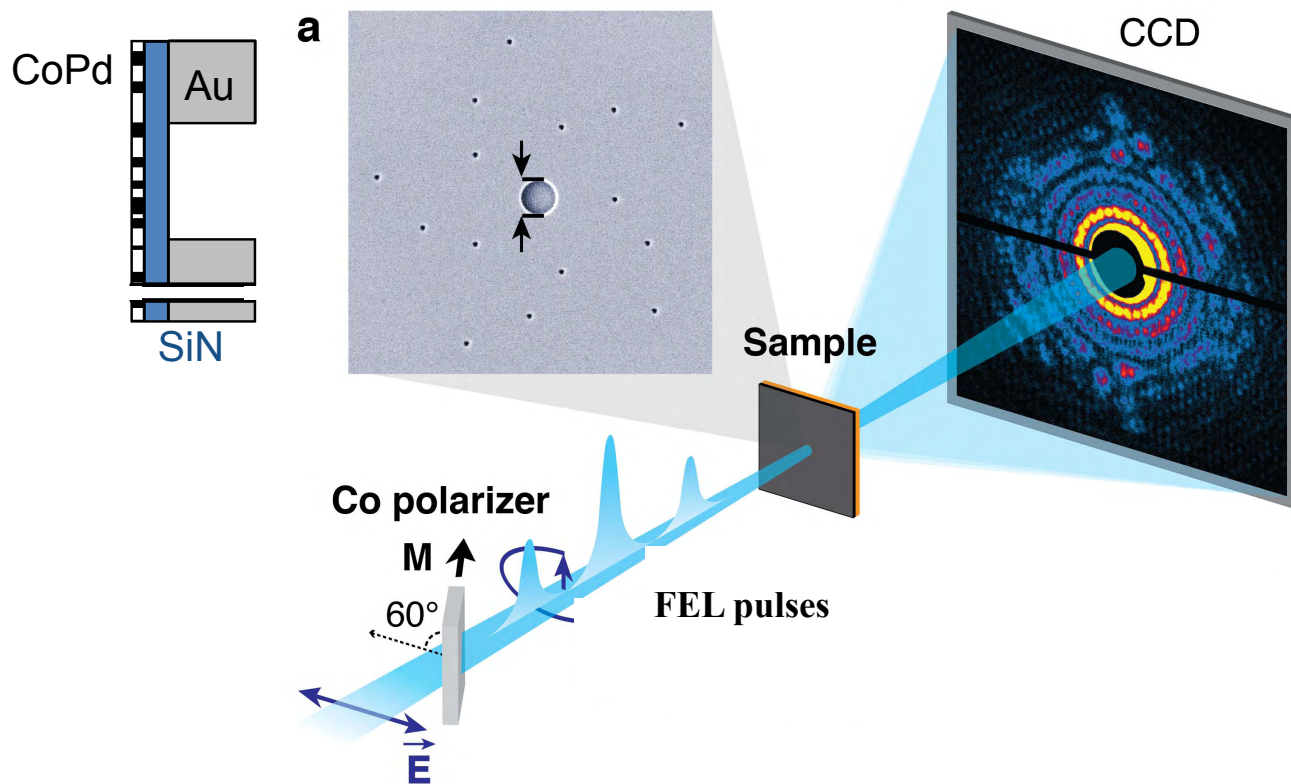 a
CCD
CoPd
Au
SiN
Sample
Co polarizer
M
60°
FEL pulses
E